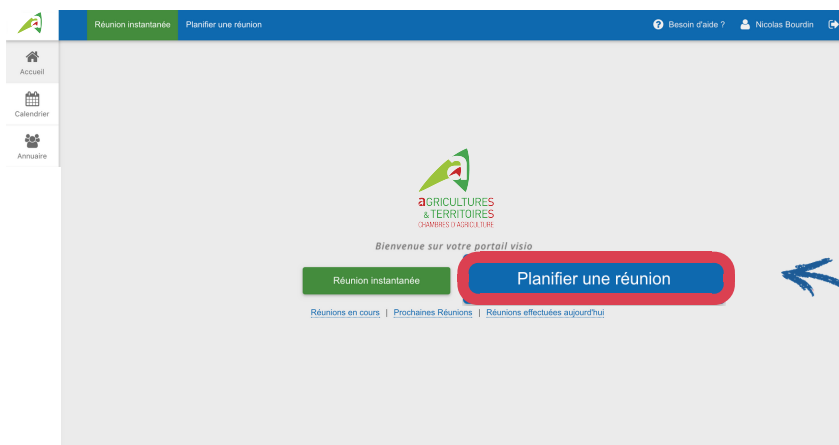 Réunion instantanée
Planifier une réunion
Besoin d'aide ?
Nicolas Bourdin
Accueil
Calendrier
Annuaire
aGRICULTURES
& TERRITOIRES
CHAMBRES D'AGRICULTURE
Bienvenue sur votre portail visio
Réunion instantanée
Planifier une réunion
Réunions en cours | Prochaines Réunions | Réunions effectuées aujourd'hui